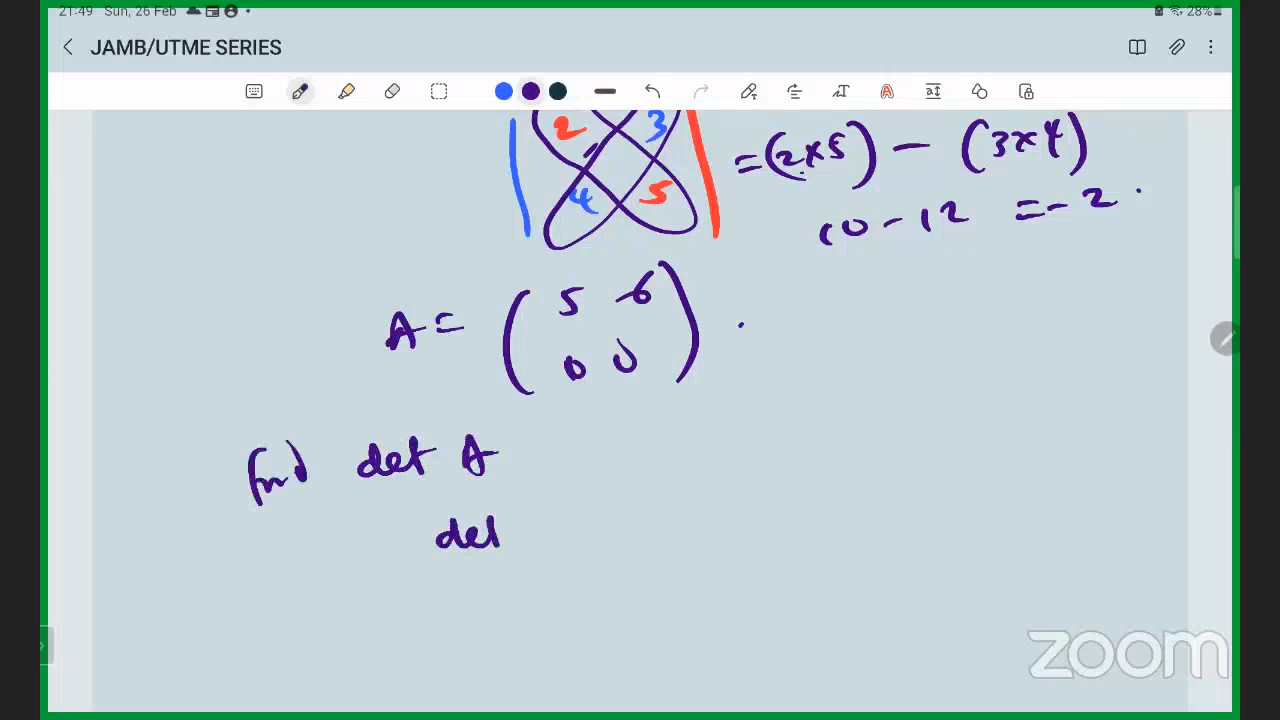 21:49 Sun, 26 Feb 28%
JAMB/UTME SERIES
2 3 = (2×5) - (3×4)
4 5 10 - 12 = -2.
A = ( 5 -6
0 0 ) .
find det A
det
zoom